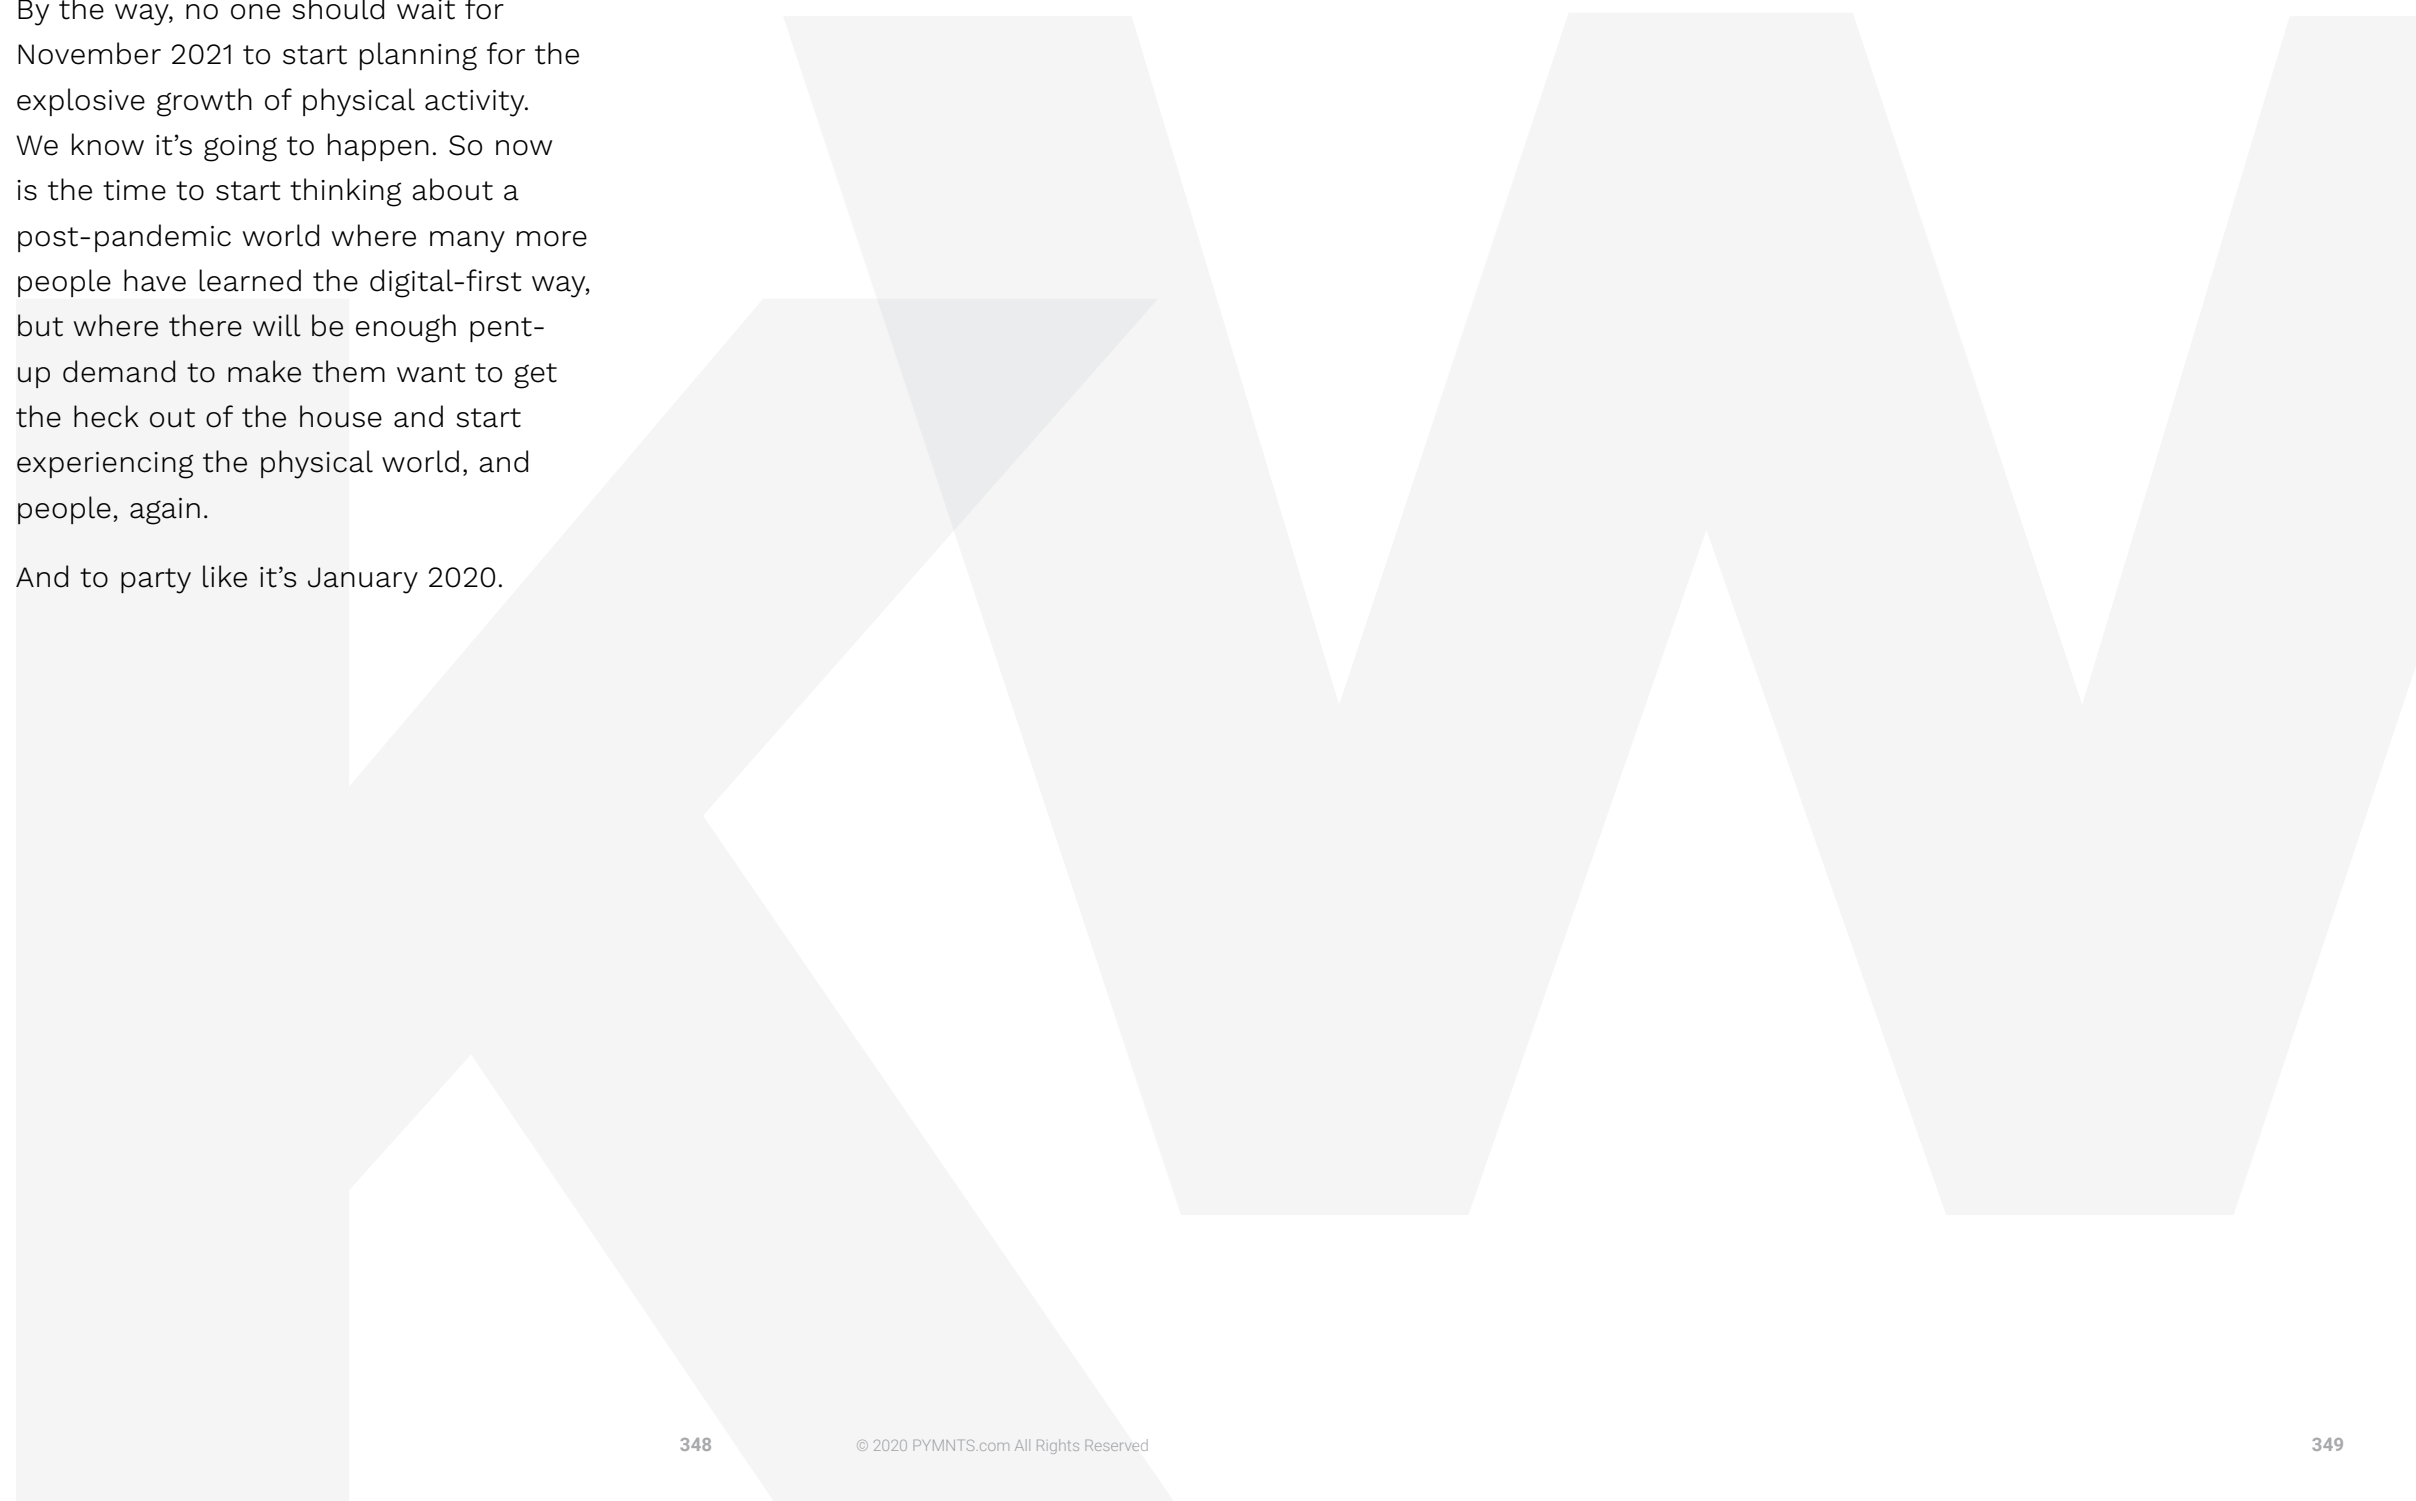 By the way, no one should wait for
November 2021 to start planning for the
explosive growth of physical activity.
We know it’s going to happen. So now
is the time to start thinking about a
post-pandemic world where many more
people have learned the digital-first way,
but where there will be enough pent-
up demand to make them want to get
the heck out of the house and start
experiencing the physical world, and
people, again.
And to party like it’s January 2020.
KW
348
© 2020 PYMNTS.com All Rights Reserved
349